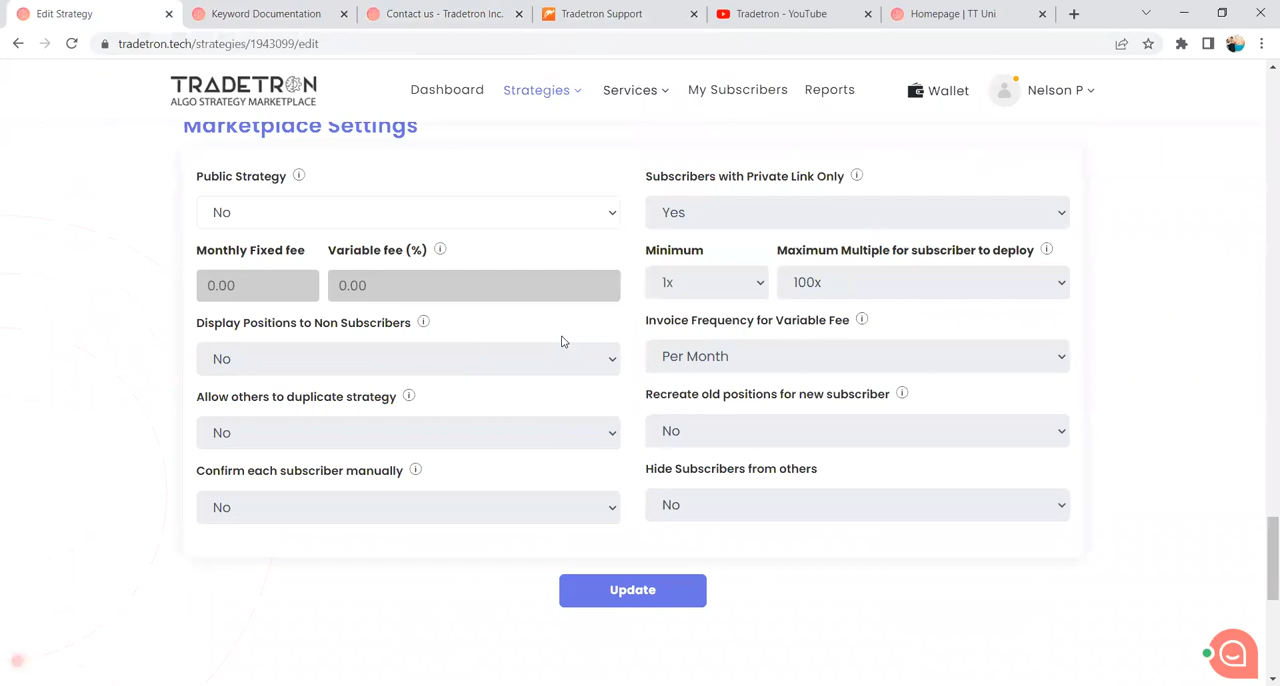 Edit Strategy
Keyword Documentation
Contact us - Tradetron Inc.
Tradetron Support
Tradetron - YouTube
Homepage | TT Uni
tradetron.tech/strategies/1943099/edit
TRADETRON
ALGO STRATEGY MARKETPLACE
Dashboard
Strategies
Services
My Subscribers
Reports
Wallet
Nelson P
Marketplace Settings
Public Strategy
Subscribers with Private Link Only
No
Yes
Monthly Fixed fee
Variable fee (%)
Minimum
Maximum Multiple for subscriber to deploy
0.00
0.00
1x
100x
Display Positions to Non Subscribers
Invoice Frequency for Variable Fee
No
Per Month
Allow others to duplicate strategy
Recreate old positions for new subscriber
No
No
Confirm each subscriber manually
Hide Subscribers from others
No
No
Update